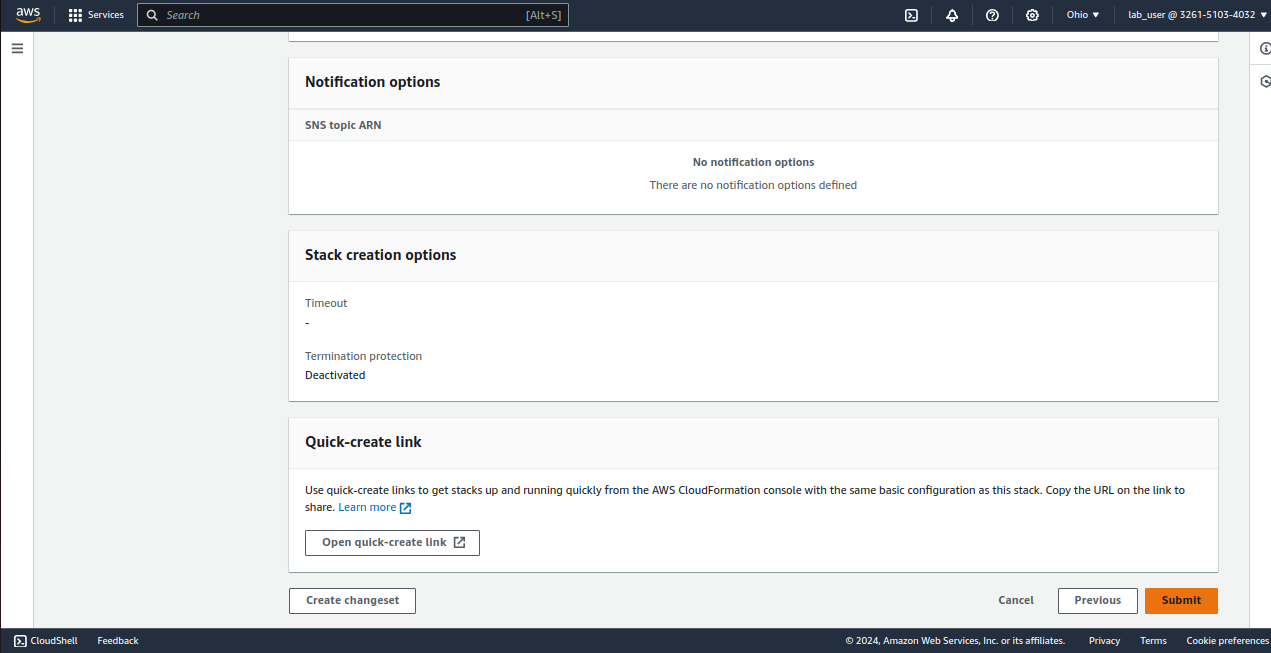 aws
Services
Search
[Alt+S]
Ohio
lab_user @ 3261-5103-4032
Notification options
SNS topic ARN
No notification options
There are no notification options defined
Stack creation options
Timeout
-
Termination protection
Deactivated
Quick-create link
Use quick-create links to get stacks up and running quickly from the AWS CloudFormation console with the same basic configuration as this stack. Copy the URL on the link to
share. Learn more
Open quick-create link
Create changeset
Cancel
Previous
Submit
CloudShell
Feedback
© 2024, Amazon Web Services, Inc. or its affiliates.
Privacy
Terms
Cookie preferences